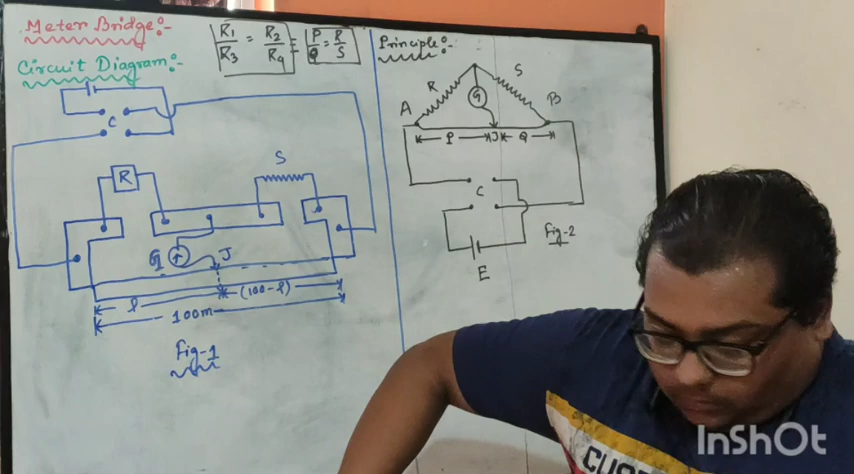 Meter Bridge:-
R1/R3 = R2/R4 = P/Q = R/S
Circuit Diagram:-
C
R
S
G
J
l
(100-l)
100m
Fig-1
Principle:-
R
S
G
A
B
P
J
Q
C
E
Fig-2
InShOt